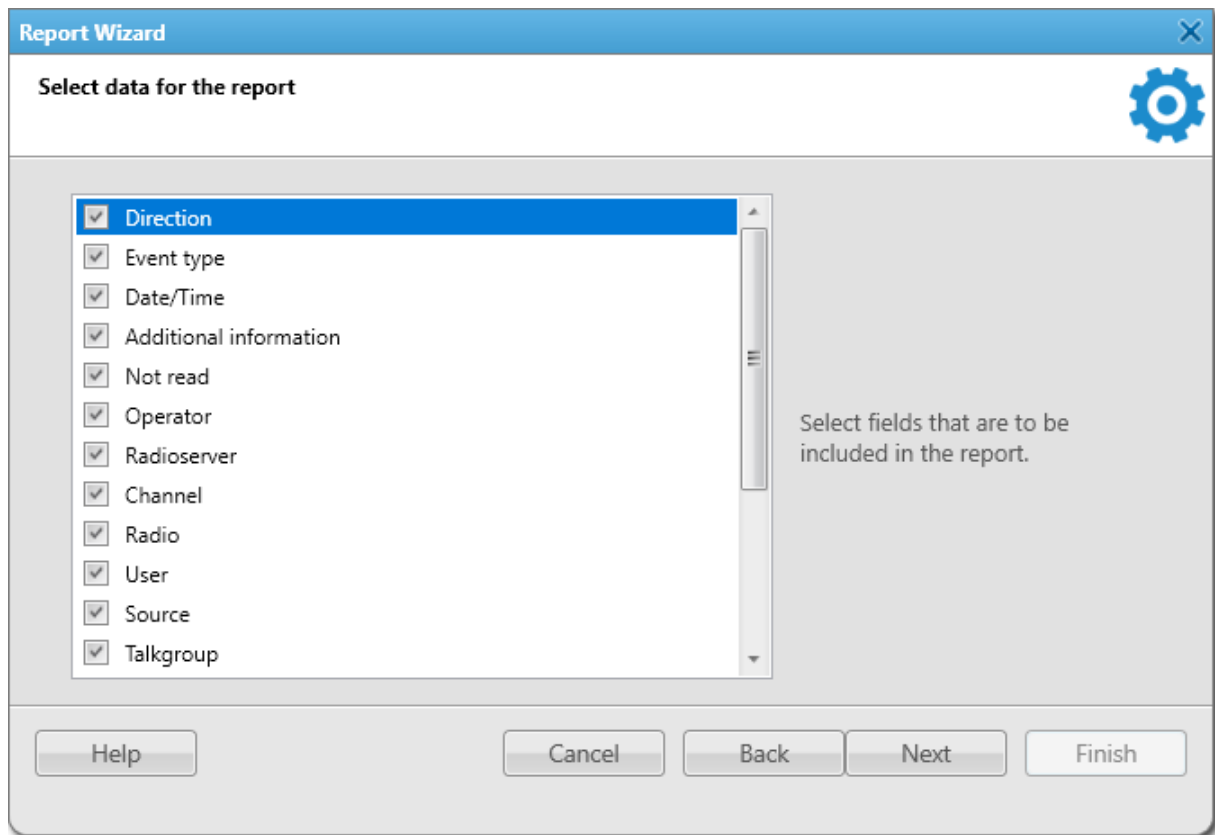 Report Wizard
Select data for the report
Direction
Event type
Date/Time
Additional information
Not read
Operator
Radioserver
Channel
Radio
User
Source
Talkgroup
Select fields that are to be
included in the report.
Help
Cancel
Back
Next
Finish